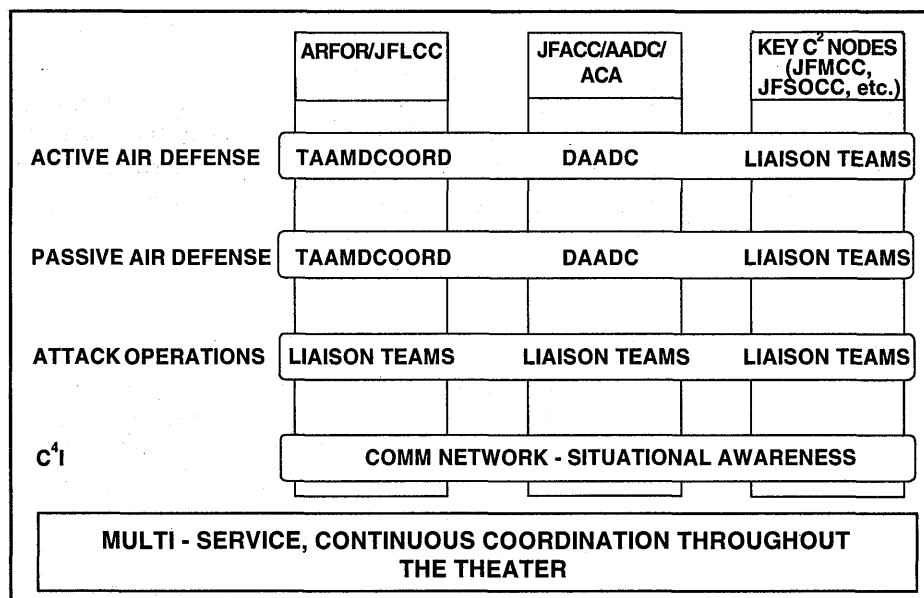 ARFOR/JFLCC
JFACC/AADC/
ACA
KEY C² NODES
(JFMCC,
JFSOCC, etc.)
ACTIVE AIR DEFENSE TAAMDCOORD DAADC LIAISON TEAMS
PASSIVE AIR DEFENSE TAAMDCOORD DAADC LIAISON TEAMS
ATTACK OPERATIONS LIAISON TEAMS LIAISON TEAMS LIAISON TEAMS
C⁴I COMM NETWORK - SITUATIONAL AWARENESS
MULTI - SERVICE, CONTINUOUS COORDINATION THROUGHOUT
THE THEATER